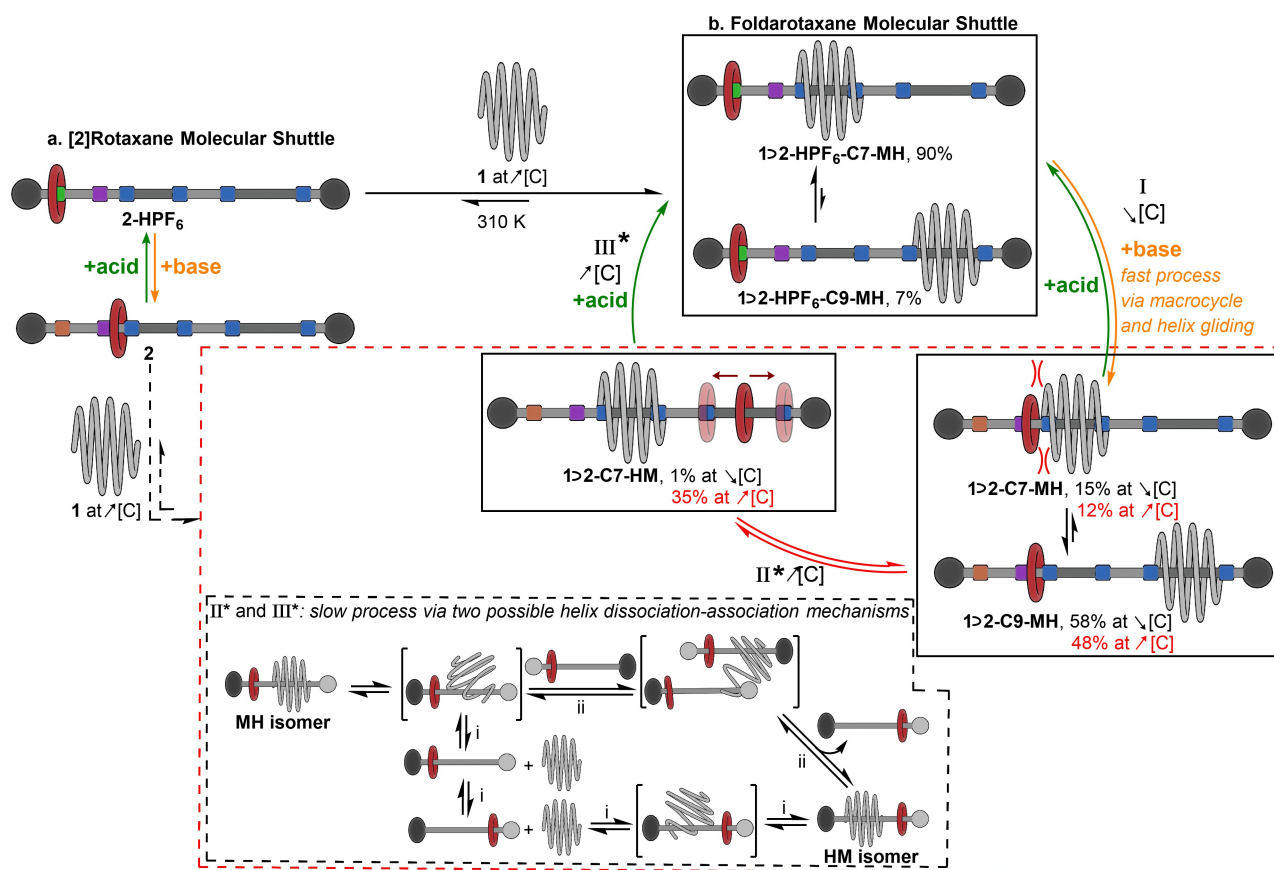 b. Foldarotaxane Molecular Shuttle
a. [2]Rotaxane Molecular Shuttle
1 at↗[C]
310 K
2-HPF6
+acid
+base
2
1 at↗[C]
1⊃2-HPF6-C7-MH, 90%
1⊃2-HPF6-C9-MH, 7%
III*
↗[C]
+acid
I
↘[C]
+base
fast process
via macrocycle
and helix gliding
+acid
1⊃2-C7-HM, 1% at ↘[C]
35% at ↗[C]
1⊃2-C7-MH, 15% at ↘[C]
12% at ↗[C]
1⊃2-C9-MH, 58% at ↘[C]
48% at ↗[C]
II* ↗[C]
II* and III*: slow process via two possible helix dissociation-association mechanisms
MH isomer
ii
i
+
ii
i
+
i
i
HM isomer